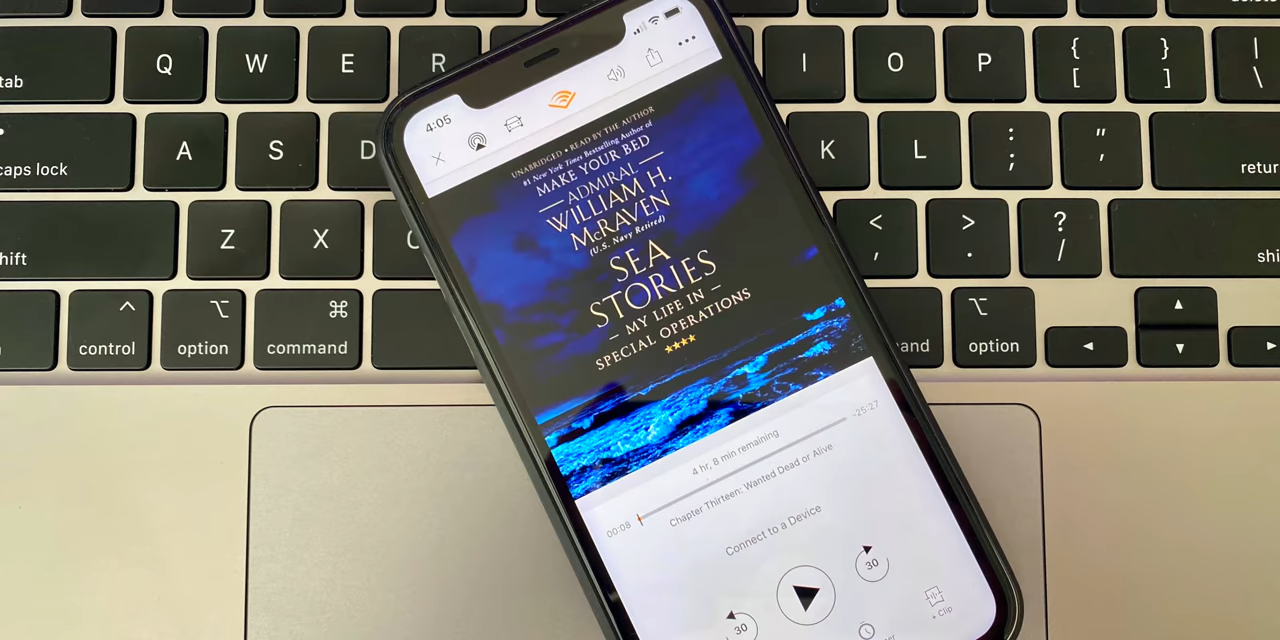 4:05
UNABRIDGED • READ BY THE AUTHOR
#1 New York Times Bestselling Author of
MAKE YOUR BED
ADMIRAL
WILLIAM H.
McRAVEN
(U.S. Navy Retired)
SEA
STORIES
MY LIFE IN
SPECIAL OPERATIONS
4 hr, 8 min remaining
00:08
-25:27
Chapter Thirteen: Wanted Dead or Alive
Connect to a Device
30
30
+ Clip
tab Q W E R I O P { [ } ] | \
caps lock A S D K L : ; " ' retur
hift Z X C < , > . ? / shi
control option command and option